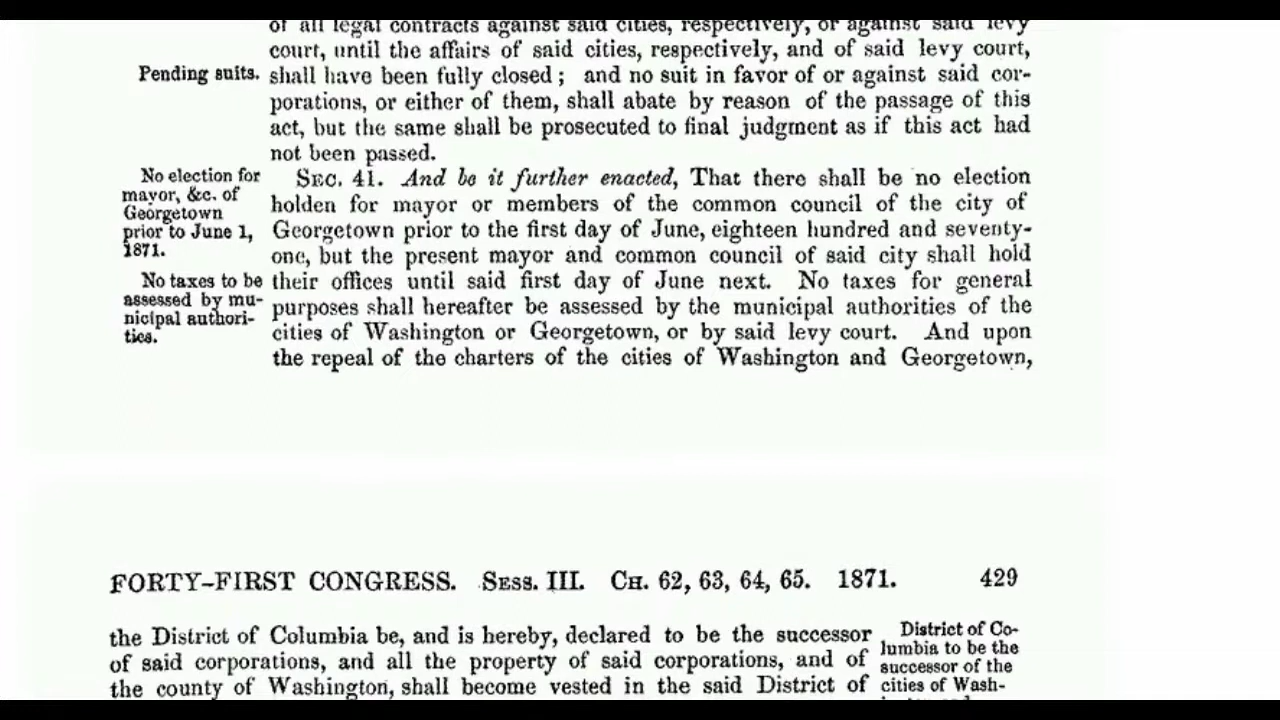 of all legal contracts against said cities, respectively, or against said levy
court, until the affairs of said cities, respectively, and of said levy court,
Pending suits. shall have been fully closed; and no suit in favor of or against said cor-
porations, or either of them, shall abate by reason of the passage of this
act, but the same shall be prosecuted to final judgment as if this act had
not been passed.
No election for
mayor, &c. of
Georgetown
prior to June 1,
1871.
SEC. 41. And be it further enacted, That there shall be no election
holden for mayor or members of the common council of the city of
Georgetown prior to the first day of June, eighteen hundred and seventy-
one, but the present mayor and common council of said city shall hold
No taxes to be
assessed by mu-
nicipal authori-
ties.
their offices until said first day of June next. No taxes for general
purposes shall hereafter be assessed by the municipal authorities of the
cities of Washington or Georgetown, or by said levy court. And upon
the repeal of the charters of the cities of Washington and Georgetown,
FORTY-FIRST CONGRESS. SESS. III. CH. 62, 63, 64, 65. 1871. 429
the District of Columbia be, and is hereby, declared to be the successor
of said corporations, and all the property of said corporations, and of
the county of Washington, shall become vested in the said District of
District of Co-
lumbia to be the
successor of the
cities of Wash-